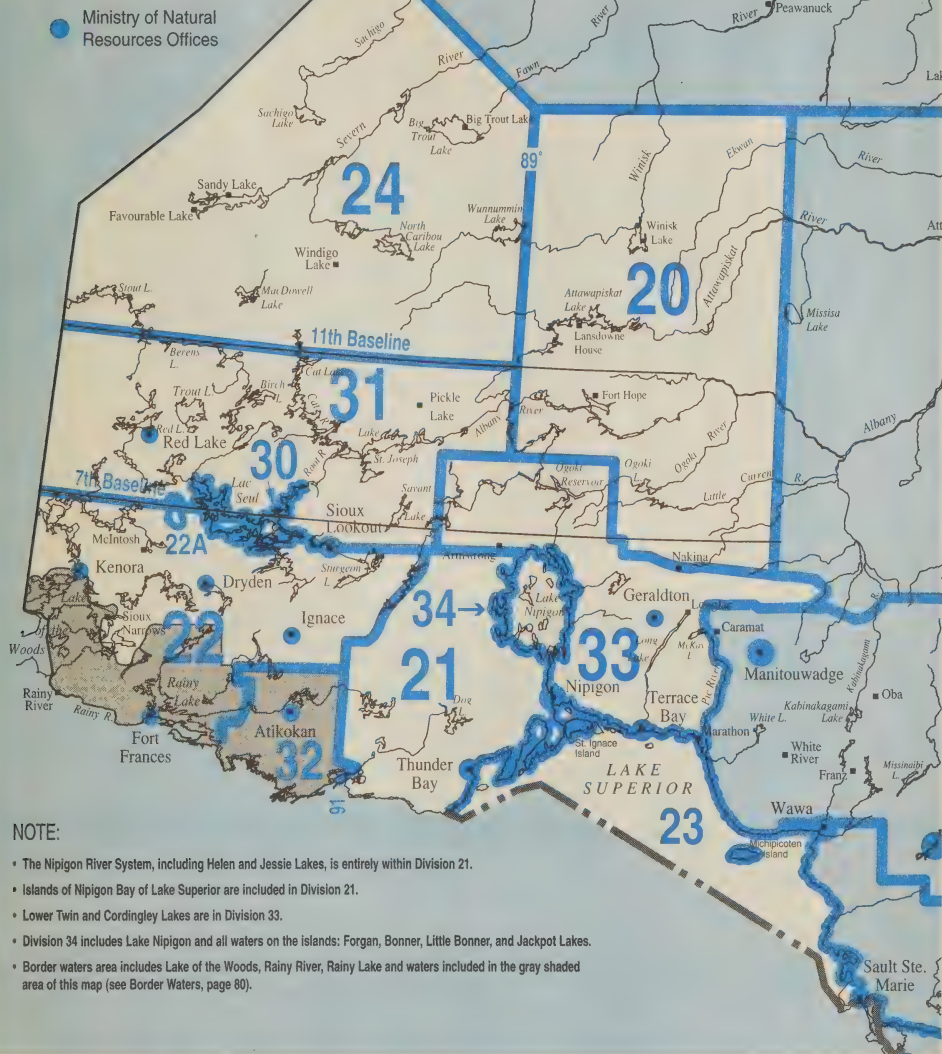 Ministry of Natural
Resources Offices
Peawanuck
River
River
Sachigo
River
Fawn
Sachigo
Lake
Severn
Big
Trout
Lake
Big Trout Lake
89°
Winisk
Ekwan
River
Sandy Lake
Favourable Lake
24
North
Caribou
Lake
Wunnummin
Lake
Winisk
Lake
River
Windigo
Lake
20
Attawapiskat
Stout L.
MacDowell
Lake
Attawapiskat
Lake
Lansdowne
House
Missisa
Lake
11th Baseline
Berens
L.
Cat Lake
31
Trout L.
Birch
L.
Pickle
Lake
Fort Hope
Albany
River
Albany
Red L.
Red Lake
Lake
St. Joseph
River
30
Root R.
Ogoki
Reservoir
Ogoki
L.
Ogoki
Current
R.
7th Baseline
Lac
Seul
Savant
Lake
Little
Sioux
Lookout
22A
McIntosh
Armstrong
Nakina
Kenora
Dryden
Sturgeon
L.
Lake
of the
Woods
Sioux
Narrows
22
Ignace
34→
Lake
Nipigon
Geraldton
Long
Lake
33
Caramat
Manitouwadge
Kabinakagami
R.
21
Nipigon
Terrace
Bay
Pic River
Oba
Rainy
River
Rainy R.
Rainy
Lake
Atikokan
32
Dog
L.
Kabinakagami
Lake
White L.
Marathon
St. Ignace
Island
Fort
Frances
Thunder
Bay
White
River
Franz
Missinaibi
L.
LAKE
SUPERIOR
91°
23
Wawa
Michipicoten
Island
Sault Ste.
Marie
NOTE:
• The Nipigon River System, including Helen and Jessie Lakes, is entirely within Division 21.
• Islands of Nipigon Bay of Lake Superior are included in Division 21.
• Lower Twin and Cordingley Lakes are in Division 33.
• Division 34 includes Lake Nipigon and all waters on the islands: Forgan, Bonner, Little Bonner, and Jackpot Lakes.
• Border waters area includes Lake of the Woods, Rainy River, Rainy Lake and waters included in the gray shaded
area of this map (see Border Waters, page 80).